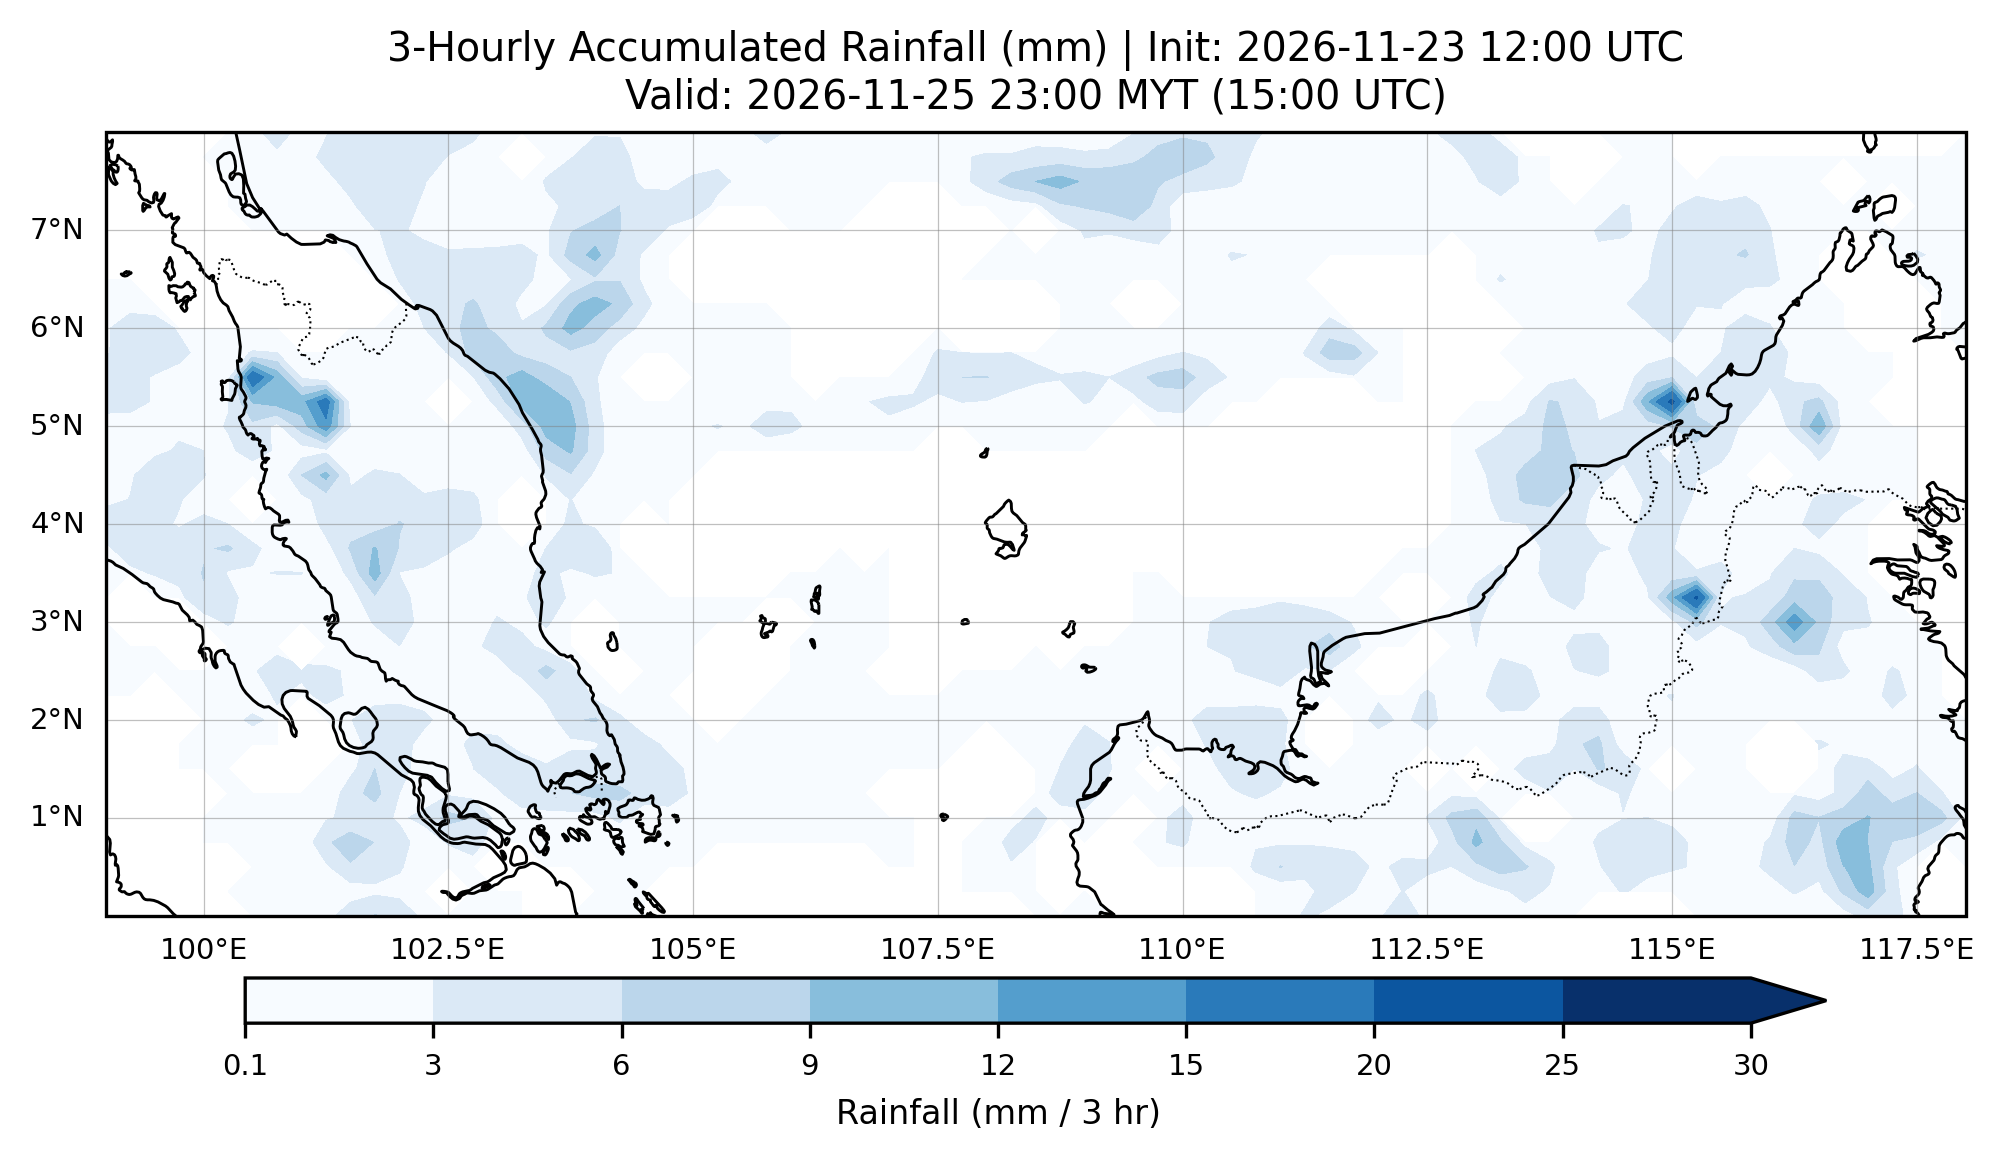 3-Hourly Accumulated Rainfall (mm) | Init: 2026-11-23 12:00 UTC
Valid: 2026-11-25 23:00 MYT (15:00 UTC)
7°N
6°N
5°N
4°N
3°N
2°N
1°N
100°E 102.5°E 105°E 107.5°E 110°E 112.5°E 115°E 117.5°E
0.1 3 6 9 12 15 20 25 30
Rainfall (mm / 3 hr)